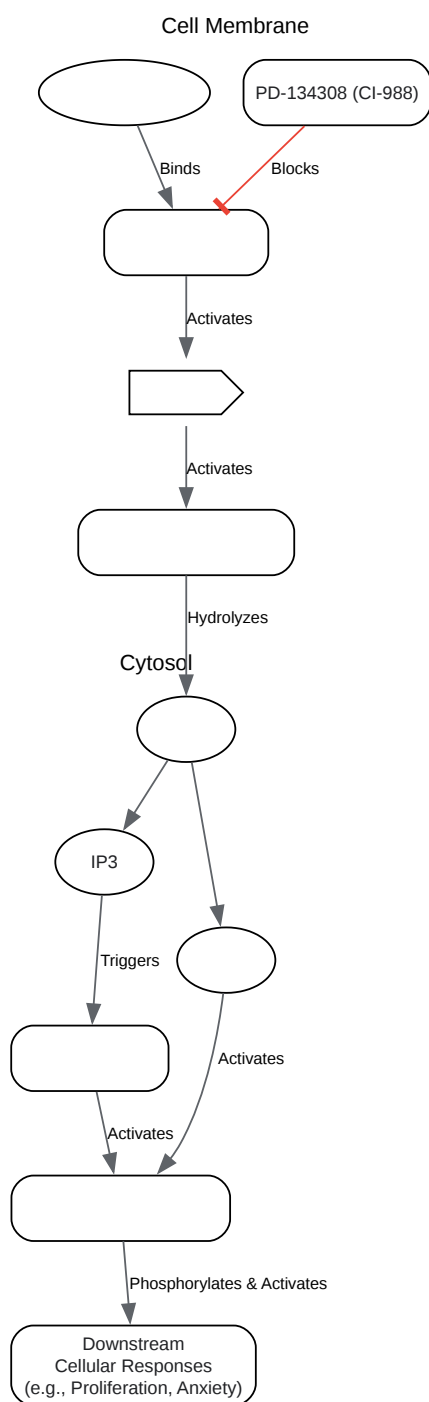 Cell Membrane
PD-134308 (CI-988)
Binds
Blocks
Activates
Activates
Hydrolyzes
Cytosol
IP3
Triggers
Activates
Activates
Phosphorylates & Activates
Downstream
Cellular Responses
(e.g., Proliferation, Anxiety)